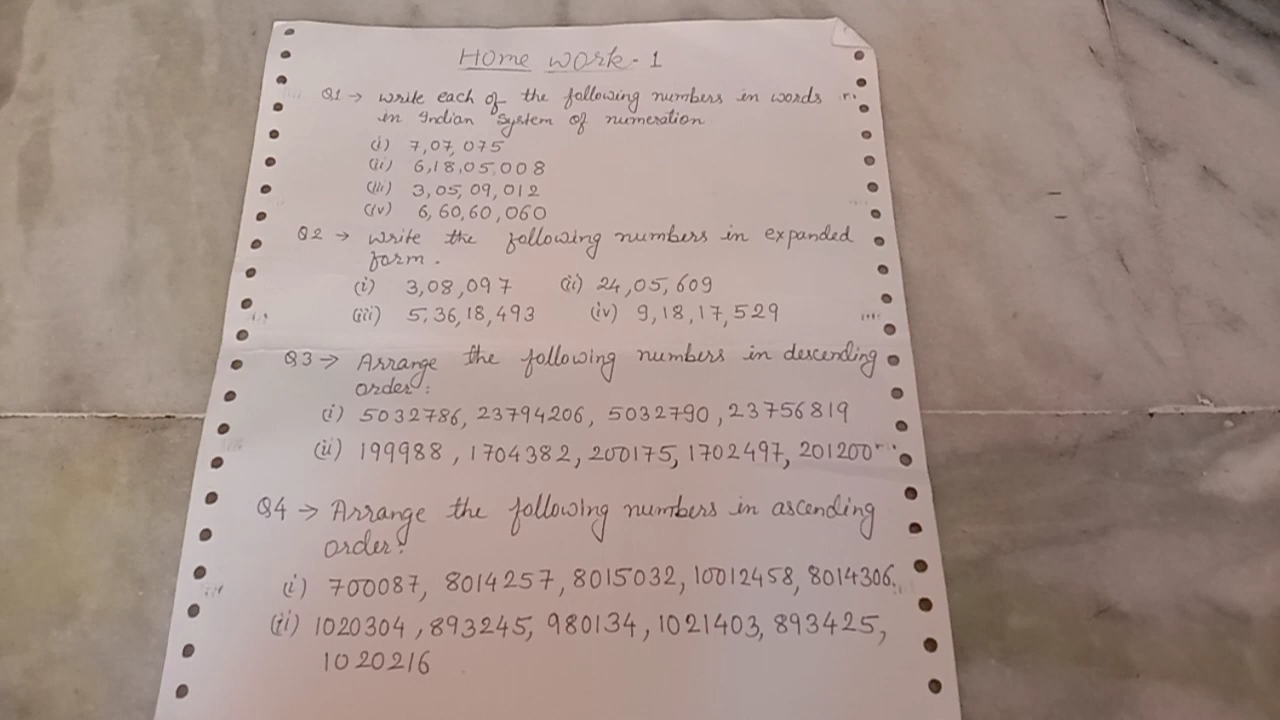 Home work - 1
Q1 → write each of the following numbers in words
in Indian System of numeration
(i) 7,07,075
(ii) 6,18,05,008
(iii) 3,05,09,012
(iv) 6,60,60,060
Q2 → write the following numbers in expanded
form.
(i) 3,08,097 (ii) 24,05,609
(iii) 5,36,18,493 (iv) 9,18,17,529
Q3 → Arrange the following numbers in descending
order:
(i) 5032786, 23794206, 5032790, 23756819
(ii) 199988, 1704382, 200175, 1702497, 201200
Q4 → Arrange the following numbers in ascending
order:
(i) 700087, 8014257, 8015032, 10012458, 8014306.
(ii) 1020304, 893245, 980134, 1021403, 893425,
1020216